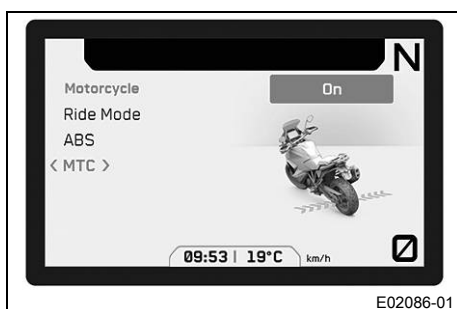 N
Motorcycle
On
Ride Mode
ABS
< MTC >
09:53 | 19°C km/h
0
E02086-01